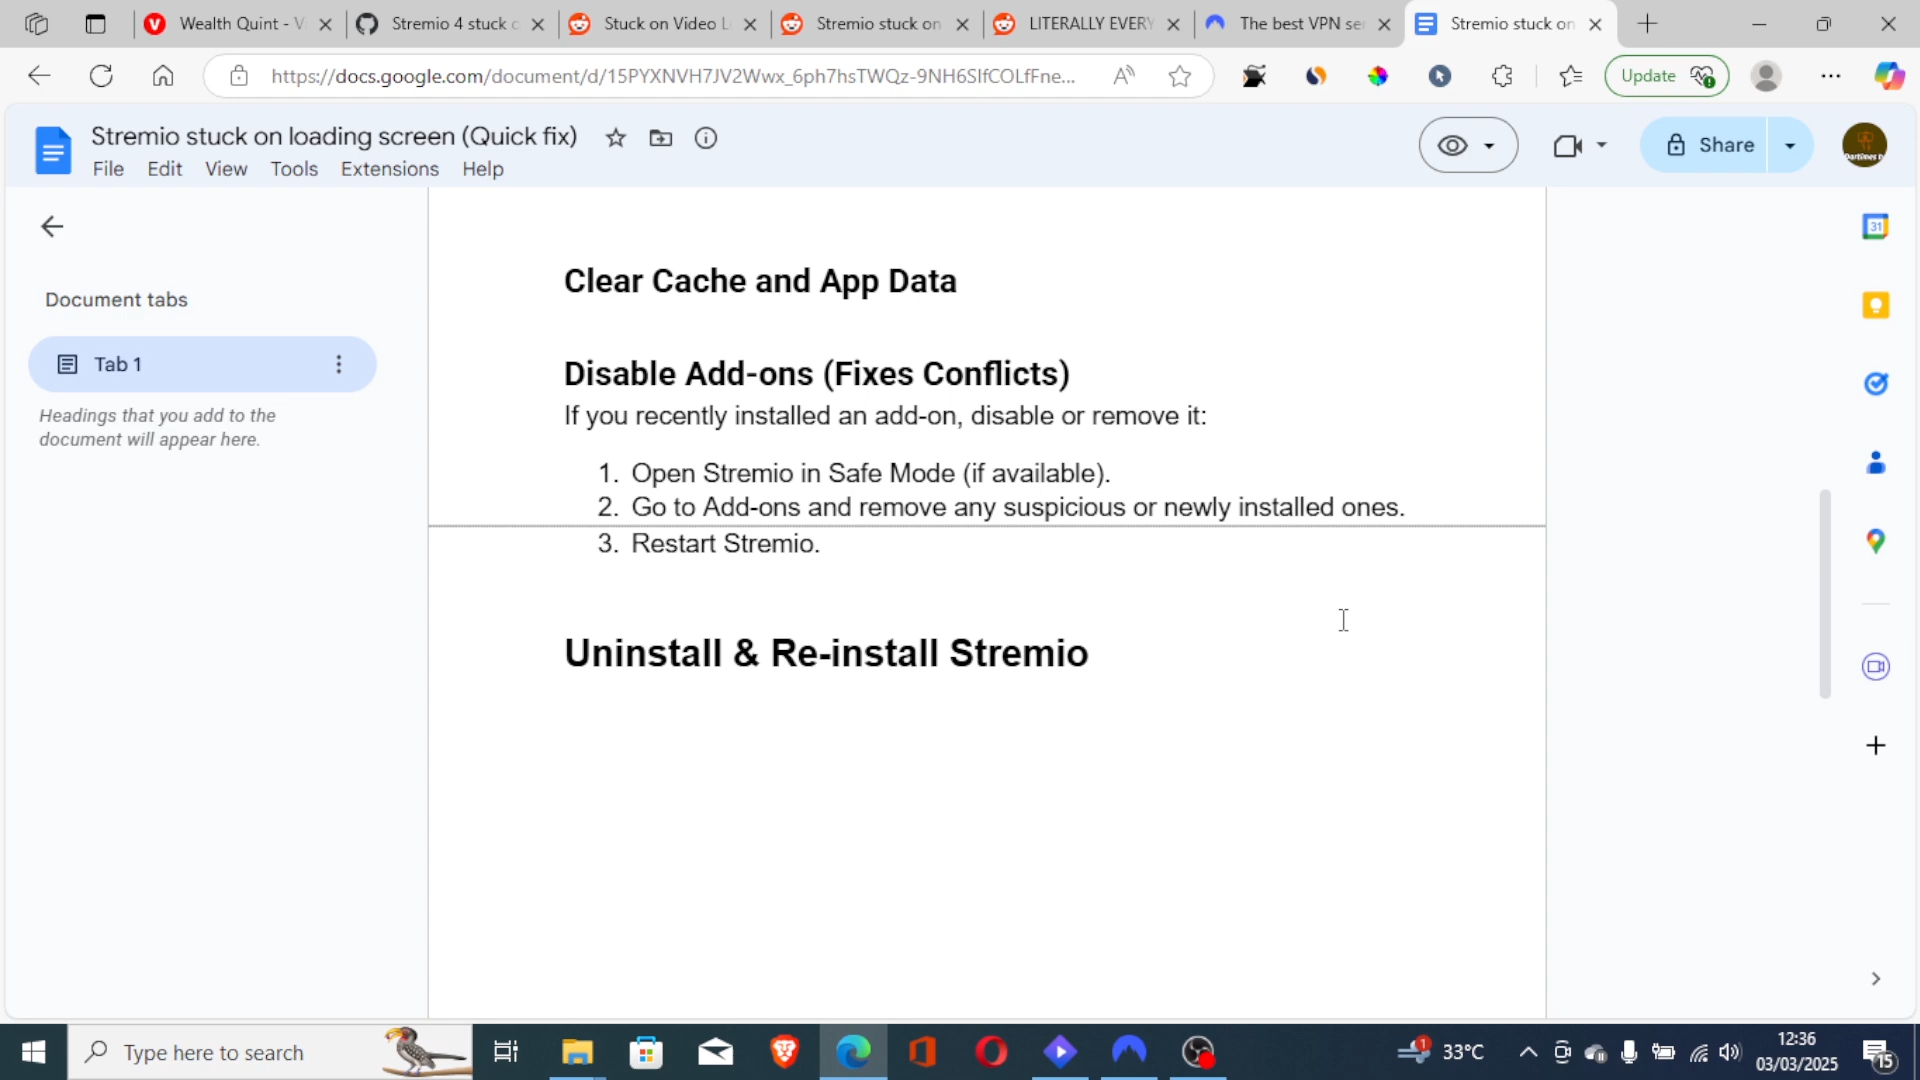 Wealth Quint - V
Stremio 4 stuck o
Stuck on Video L
Stremio stuck on
LITERALLY EVERY
The best VPN ser
Stremio stuck on
https://docs.google.com/document/d/15PYXNVH7JV2Wwx_6ph7hsTWQz-9NH6SIfCOLfFne...
Update
Stremio stuck on loading screen (Quick fix)
File Edit View Tools Extensions Help
Share
31
Document tabs
Tab 1
Headings that you add to the
document will appear here.
Clear Cache and App Data
Disable Add-ons (Fixes Conflicts)
If you recently installed an add-on, disable or remove it:
1. Open Stremio in Safe Mode (if available).
2. Go to Add-ons and remove any suspicious or newly installed ones.
3. Restart Stremio.
Uninstall & Re-install Stremio
Type here to search
1
33°C
12:36
03/03/2025
15